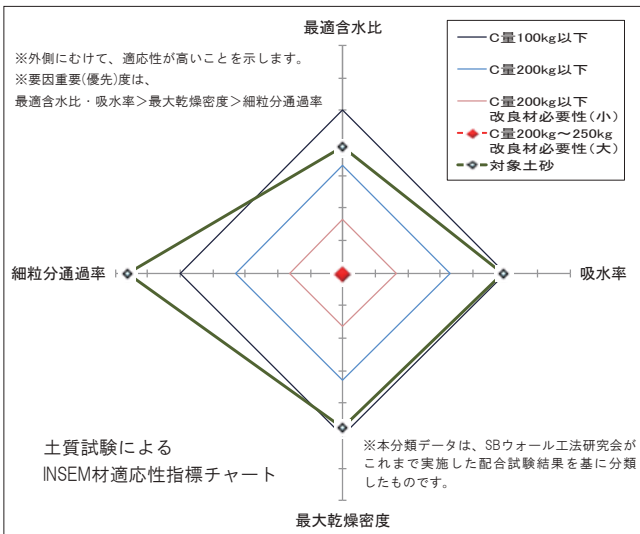 最適含水比
※外側にむけて、適応性が高いことを示します。
※要因重要(優先)度は、
最適含水比・吸水率＞最大乾燥密度＞細粒分通過率
C量100kg以下
C量200kg以下
C量200kg以下
改良材必要性(小)
C量200kg～250kg
改良材必要性(大)
対象土砂
細粒分通過率
吸水率
土質試験による
INSEM材適応性指標チャート
※本分類データは、SBウォール工法研究会が
これまで実施した配合試験結果を基に分類
したものです。
最大乾燥密度